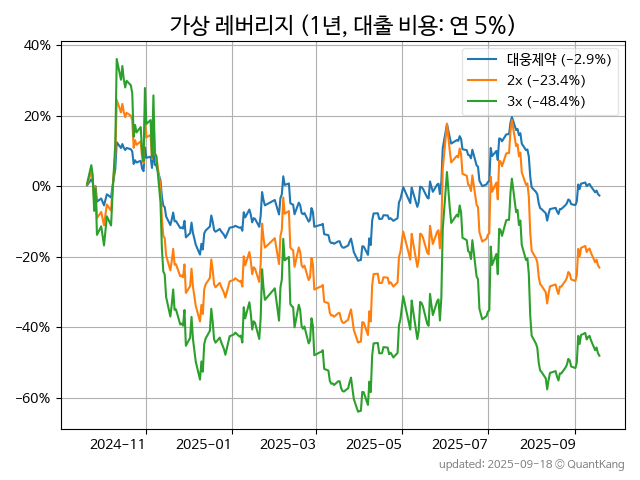 가상 레버리지 (1년, 대출 비용: 연 5%)
40%
20%
0%
−20%
−40%
−60%
대웅제약 (−2.9%)
2x (−23.4%)
3x (−48.4%)
2024-11
2025-01
2025-03
2025-05
2025-07
2025-09
updated: 2025-09-18 © QuantKang